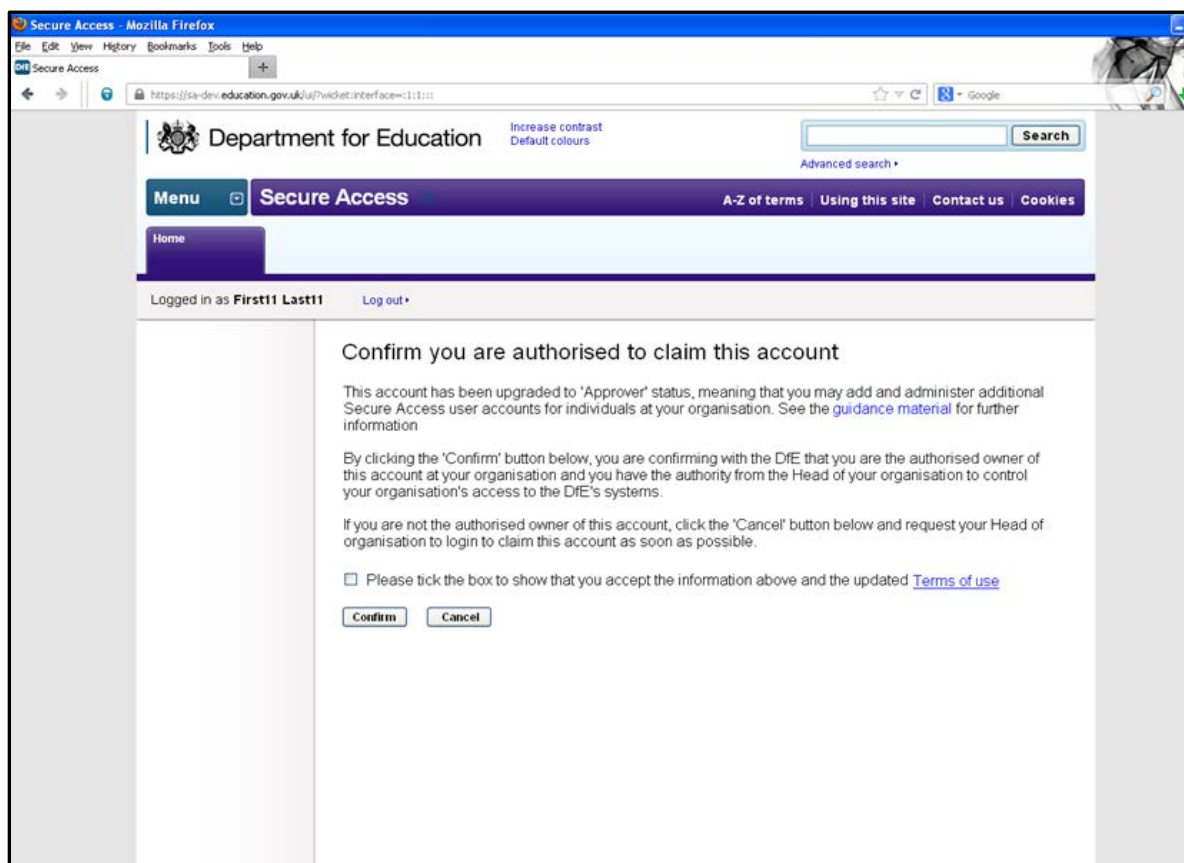 Secure Access - Mozilla Firefox
File Edit View History Bookmarks Tools Help
DfE Secure Access +
https://sa-dev.education.gov.uk/ui/?wicket:interface=:1:1::: Google
Department for Education
Increase contrast
Default colours
Search
Advanced search
Menu Secure Access A-Z of terms Using this site Contact us Cookies
Home
Logged in as First11 Last11 Log out
Confirm you are authorised to claim this account
This account has been upgraded to 'Approver' status, meaning that you may add and administer additional
Secure Access user accounts for individuals at your organisation. See the guidance material for further
information
By clicking the 'Confirm' button below, you are confirming with the DfE that you are the authorised owner of
this account at your organisation and you have the authority from the Head of your organisation to control
your organisation's access to the DfE's systems.
If you are not the authorised owner of this account, click the 'Cancel' button below and request your Head of
organisation to login to claim this account as soon as possible.
Please tick the box to show that you accept the information above and the updated Terms of use
Confirm Cancel